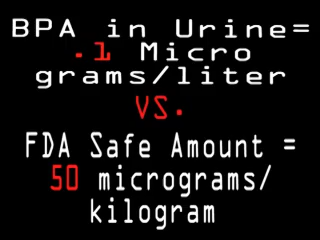 BPA in Urine=
.1 Micro
grams/liter
VS.
FDA Safe Amount =
50 micrograms/
kilogram